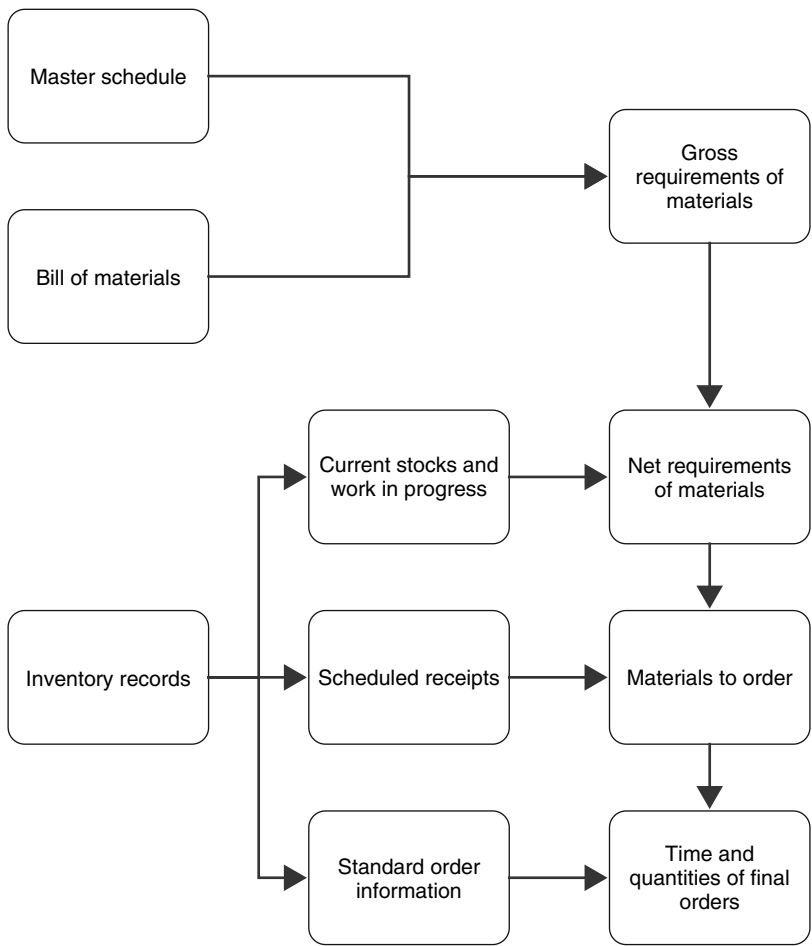 Master schedule
Gross
requirements of
materials
Bill of materials
Current stocks and
work in progress
Net requirements
of materials
Inventory records
Scheduled receipts
Materials to order
Standard order
information
Time and
quantities of final
orders